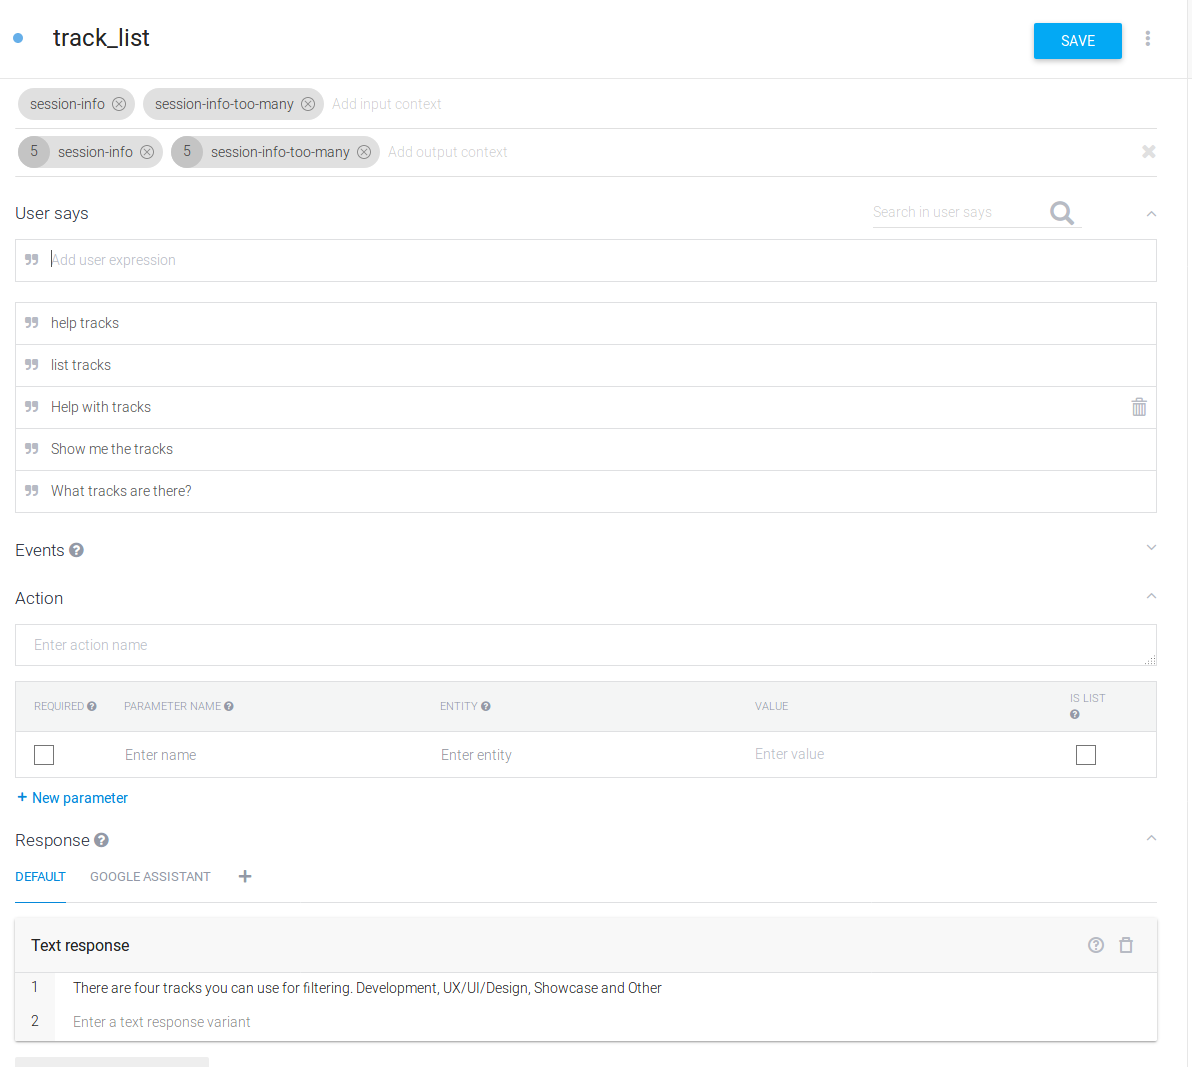 track_list
SAVE
session-info session-info-too-many Add input context
5 session-info 5 session-info-too-many Add output context
User says
Search in user says
Add user expression
help tracks
list tracks
Help with tracks
Show me the tracks
What tracks are there?
Events
Action
Enter action name
REQUIRED PARAMETER NAME ENTITY VALUE IS LIST
Enter name Enter entity Enter value
+ New parameter
Response
DEFAULT GOOGLE ASSISTANT +
Text response
1 There are four tracks you can use for filtering. Development, UX/UI/Design, Showcase and Other
2 Enter a text response variant